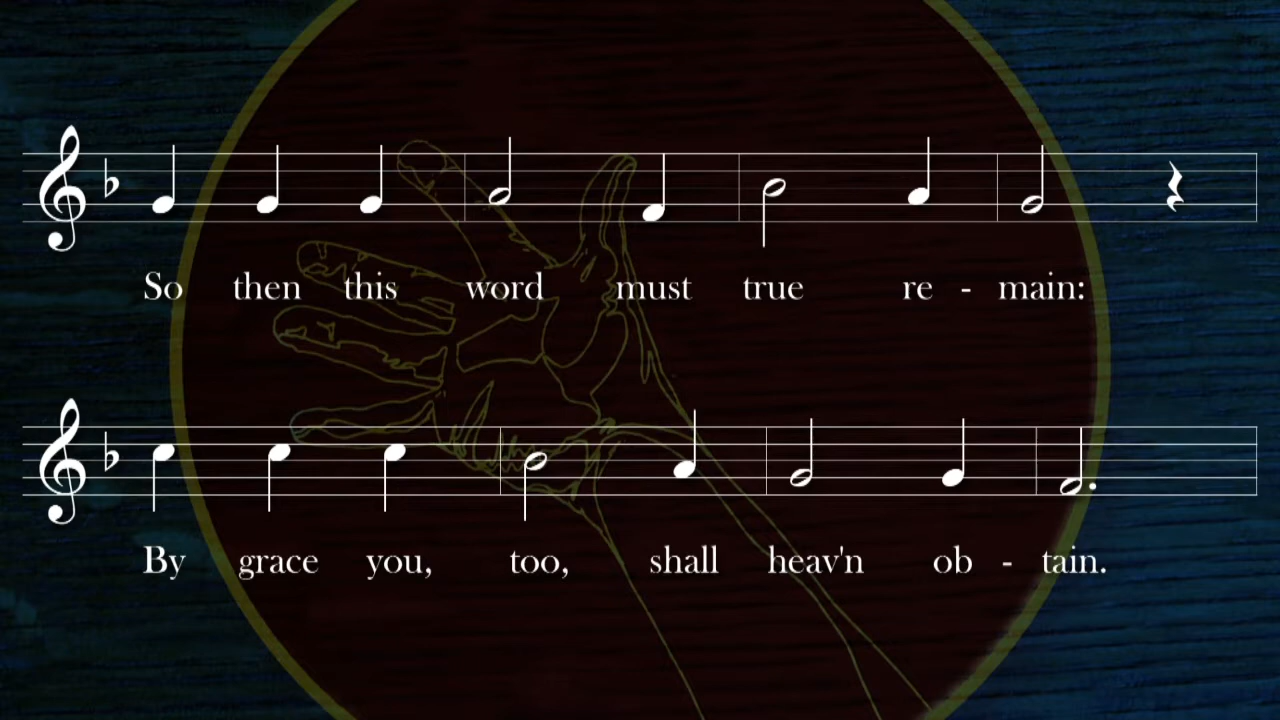 So then this word must true re - main:
By grace you, too, shall heav'n ob - tain.